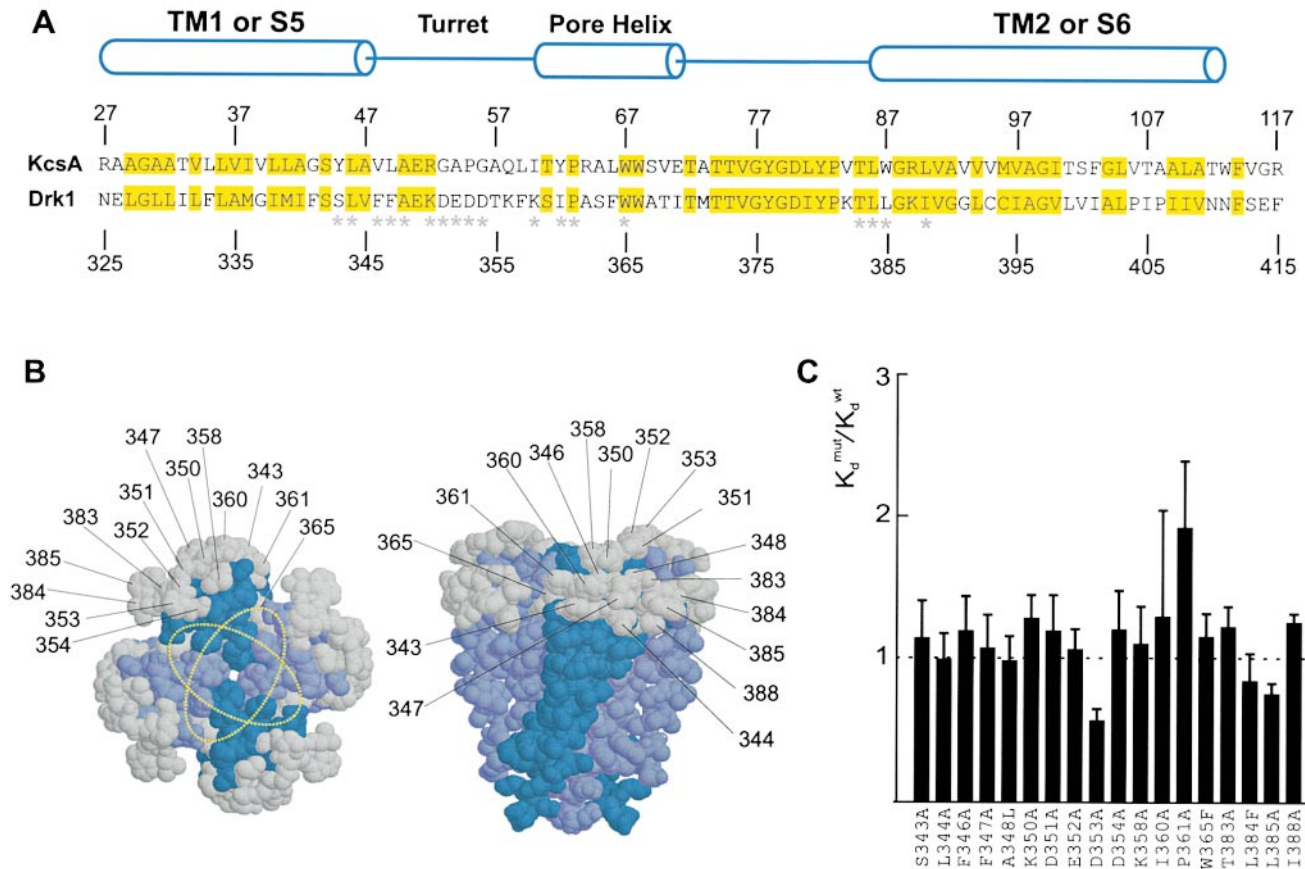 A
TM1 or S5 Turret Pore Helix TM2 or S6
27 37 47 57 67 77 87 97 107 117
KcsA RAAGAATVLLVIVLLAGSYLAVLAERGAPGAQLITYPRALWWSVETATTVGYGDLYPVTLWGRLVAVVVMVAGITSFGLVTAALATWFVGR
Drk1 NELGLLILFLAMGIMIFSSLVFFAEKDEDDTKFKSIPASFWWATITMTTVGYGDIYPKTLLGKIVGGLCCIAGVLVIALPIPIIVNNFSEF
** *** ***** * ** * *** *
325 335 345 355 365 375 385 395 405 415
B
347
358
350
343
351
360
361
352
365
383
385
384
353
354
358
352
346
350
353
360
361
351
365
348
383
384
343
385
388
347
344
C
K_d^mut/K_d^wt
3
2
1
S343A
L344A
F346A
F347A
A348L
K350A
D351A
E352A
D353A
D354A
K358A
I360A
P361A
W365F
T383A
L384F
L385A
I388A